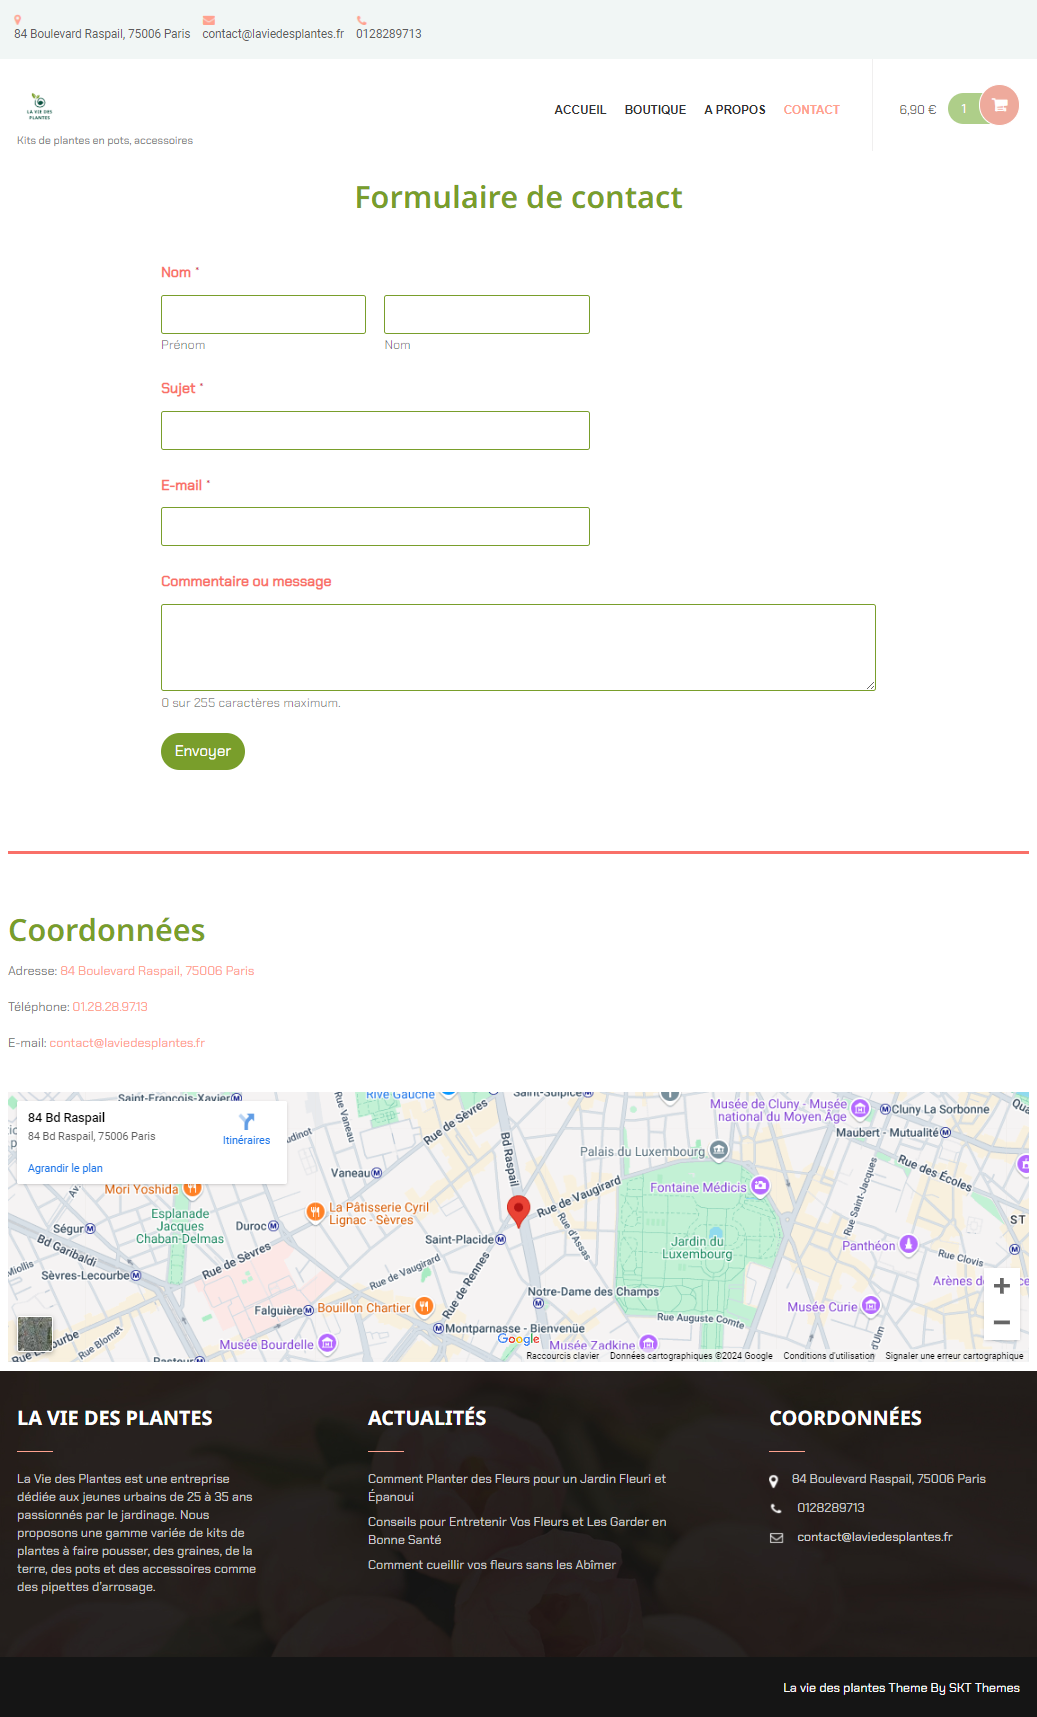 84 Boulevard Raspail, 75006 Paris
contact@laviedesplantes.fr
0128289713
LA VIE DES
PLANTES
Kits de plantes en pots, accessoires
ACCUEIL
BOUTIQUE
A PROPOS
CONTACT
6,90 €
1
Formulaire de contact
Nom *
Prénom
Nom
Sujet *
E-mail *
Commentaire ou message
0 sur 255 caractères maximum.
Envoyer
Coordonnées
Adresse: 84 Boulevard Raspail, 75006 Paris
Téléphone: 01.28.28.97.13
E-mail: contact@laviedesplantes.fr
84 Bd Raspail
84 Bd Raspail, 75006 Paris
Itinéraires
Agrandir le plan
Saint-François-Xavier
Rive Gauche
Rue de Sèvres
Saint-Sulpice
Musée de Cluny - Musée
national du Moyen Âge
Cluny La Sorbonne
Maubert - Mutualité
Rue Vaneau
Bd Raspail
Palais du Luxembourg
Rue des Écoles
Vaneau
Rue de Vaugirard
Fontaine Médicis
Rue Saint-Jacques
Mori Yoshida
La Pâtisserie Cyril
Lignac - Sèvres
Esplanade
Jacques
Chaban-Delmas
Duroc
Rue d'Assas
ST
Ségur
Bd Garibaldi
Saint-Placide
Jardin du
Luxembourg
Panthéon
Rue Clovis
Rue de Sèvres
Sèvres-Lecourbe
Rue de Vaugirard
Rue de Rennes
Notre-Dame des Champs
Arènes de
Falguière
Bouillon Chartier
Musée Curie
Rue Auguste Comte
Rue Blomet
Musée Bourdelle
Montparnasse - Bienvenüe
Google
Musée Zadkine
Pasteur
Raccourcis clavier
Données cartographiques ©2024 Google
Conditions d'utilisation
Signaler une erreur cartographique
LA VIE DES PLANTES
La Vie des Plantes est une entreprise
dédiée aux jeunes urbains de 25 à 35 ans
passionnés par le jardinage. Nous
proposons une gamme variée de kits de
plantes à faire pousser, des graines, de la
terre, des pots et des accessoires comme
des pipettes d'arrosage.
ACTUALITÉS
Comment Planter des Fleurs pour un Jardin Fleuri et
Épanoui
Conseils pour Entretenir Vos Fleurs et Les Garder en
Bonne Santé
Comment cueillir vos fleurs sans les Abîmer
COORDONNÉES
84 Boulevard Raspail, 75006 Paris
0128289713
contact@laviedesplantes.fr
La vie des plantes Theme By SKT Themes